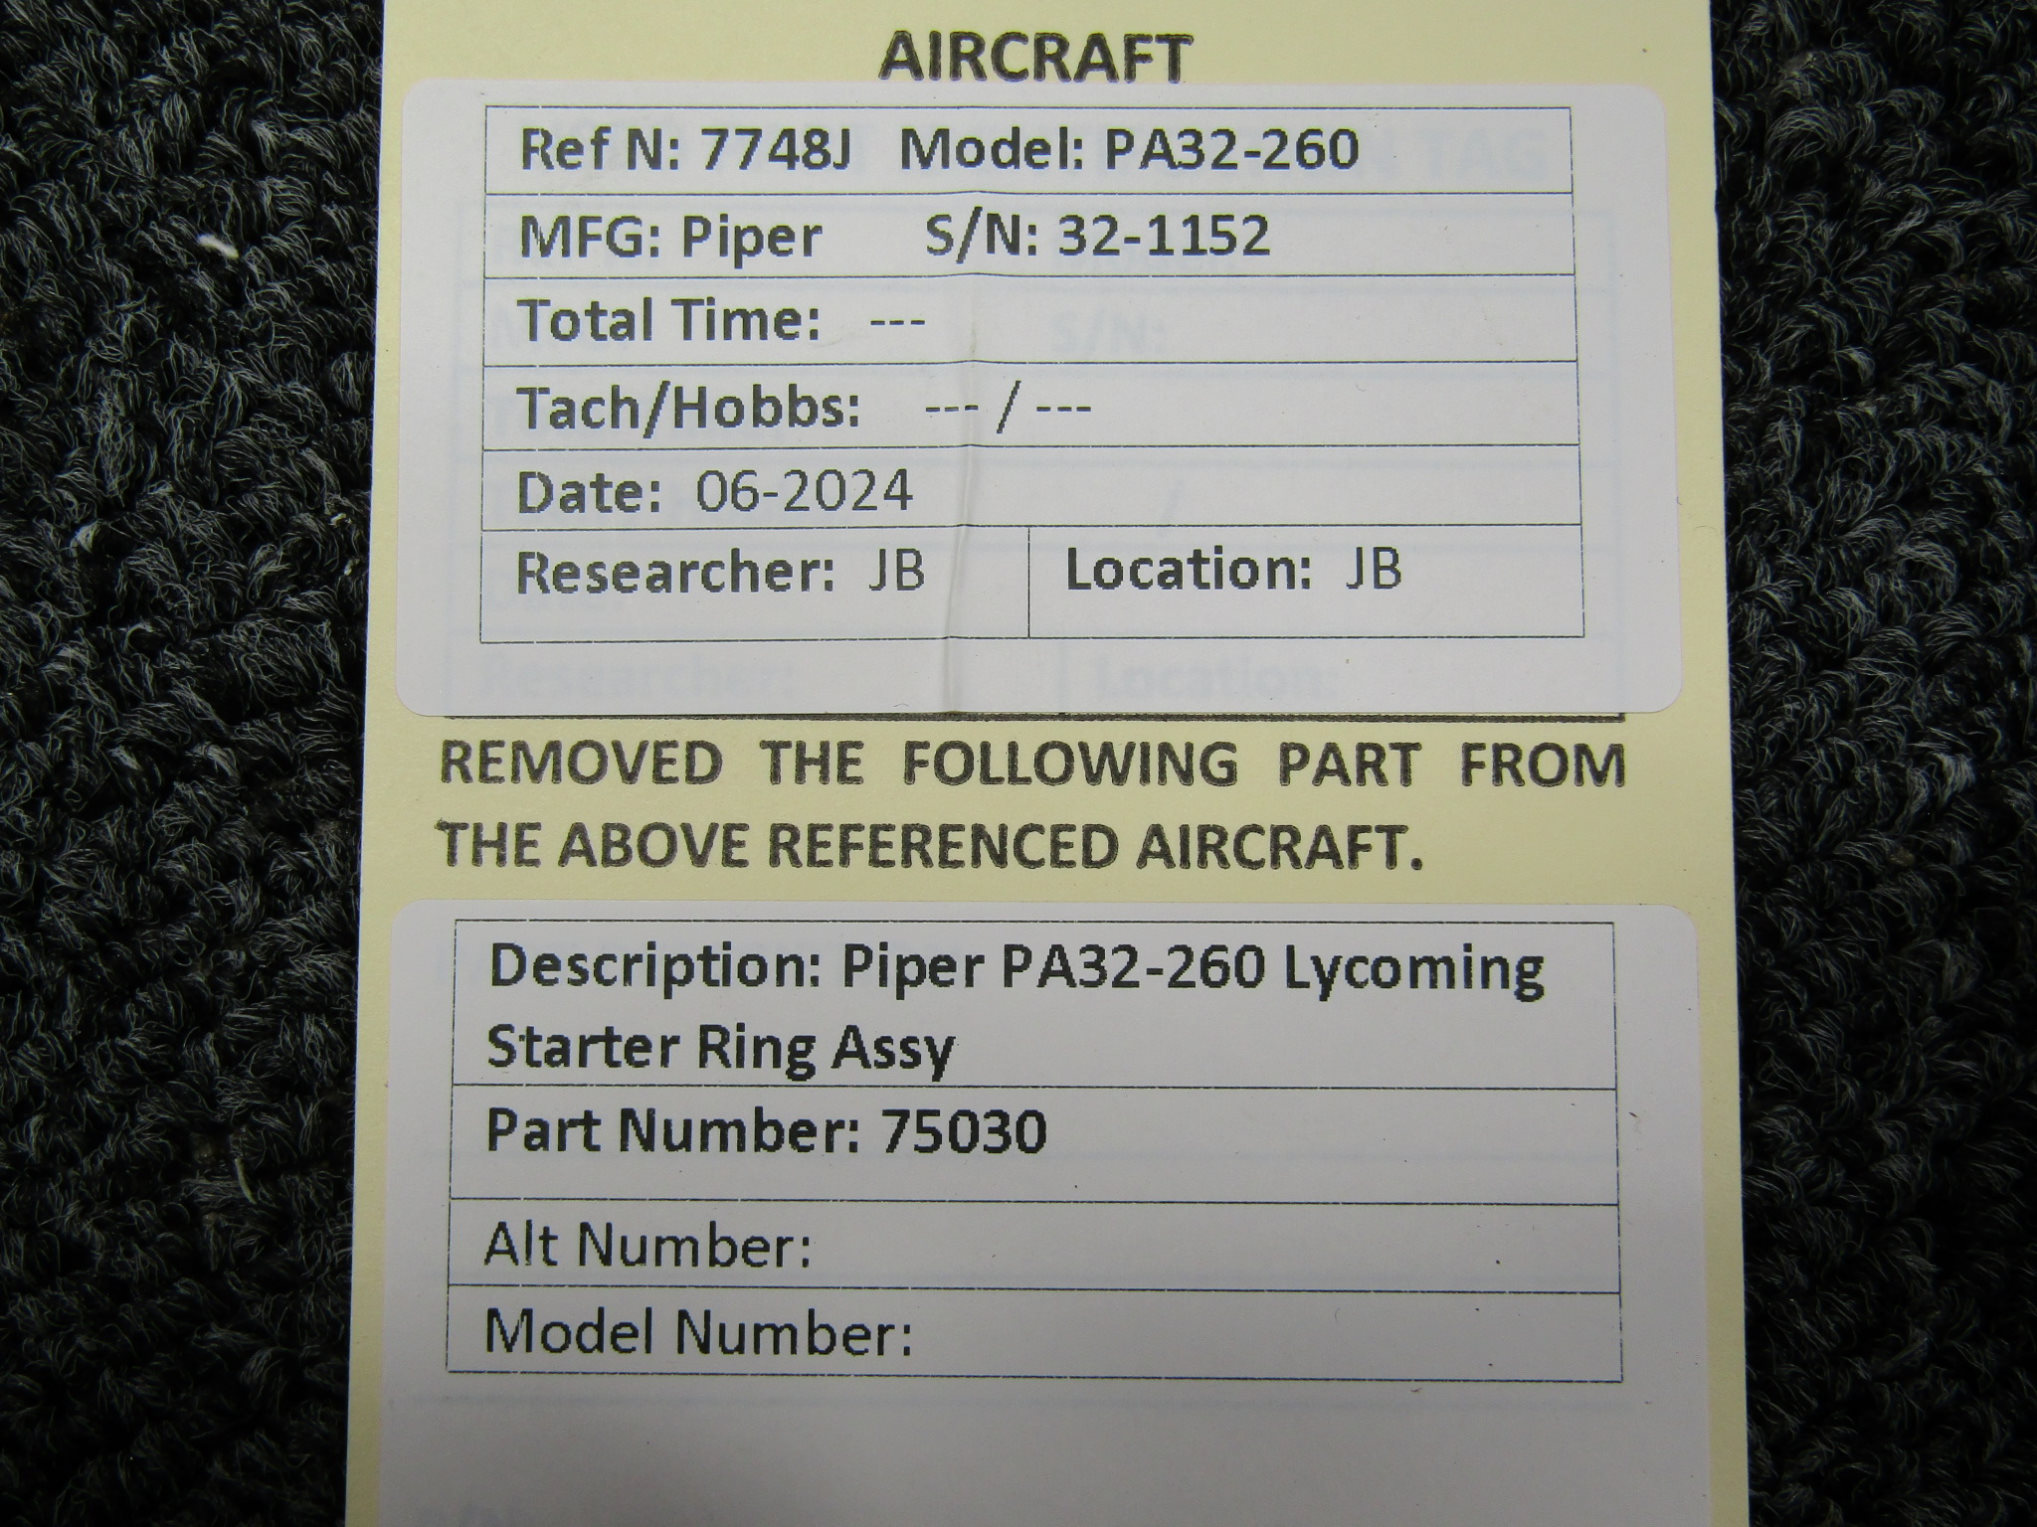 AIRCRAFT
Ref N: 7748J Model: PA32-260
MFG: Piper S/N: 32-1152
Total Time: ---
Tach/Hobbs: --- / ---
Date: 06-2024
Researcher: JB Location: JB
Researcher: Location:
REMOVED THE FOLLOWING PART FROM
THE ABOVE REFERENCED AIRCRAFT.
Description: Piper PA32-260 Lycoming
Starter Ring Assy
Part Number: 75030
Alt Number:
Model Number: